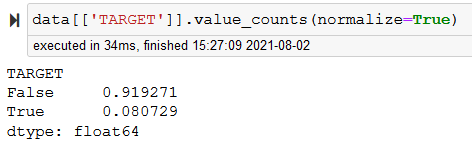 data[['TARGET']].value_counts(normalize=True)
executed in 34ms, finished 15:27:09 2021-08-02
TARGET
False     0.919271
True      0.080729
dtype: float64